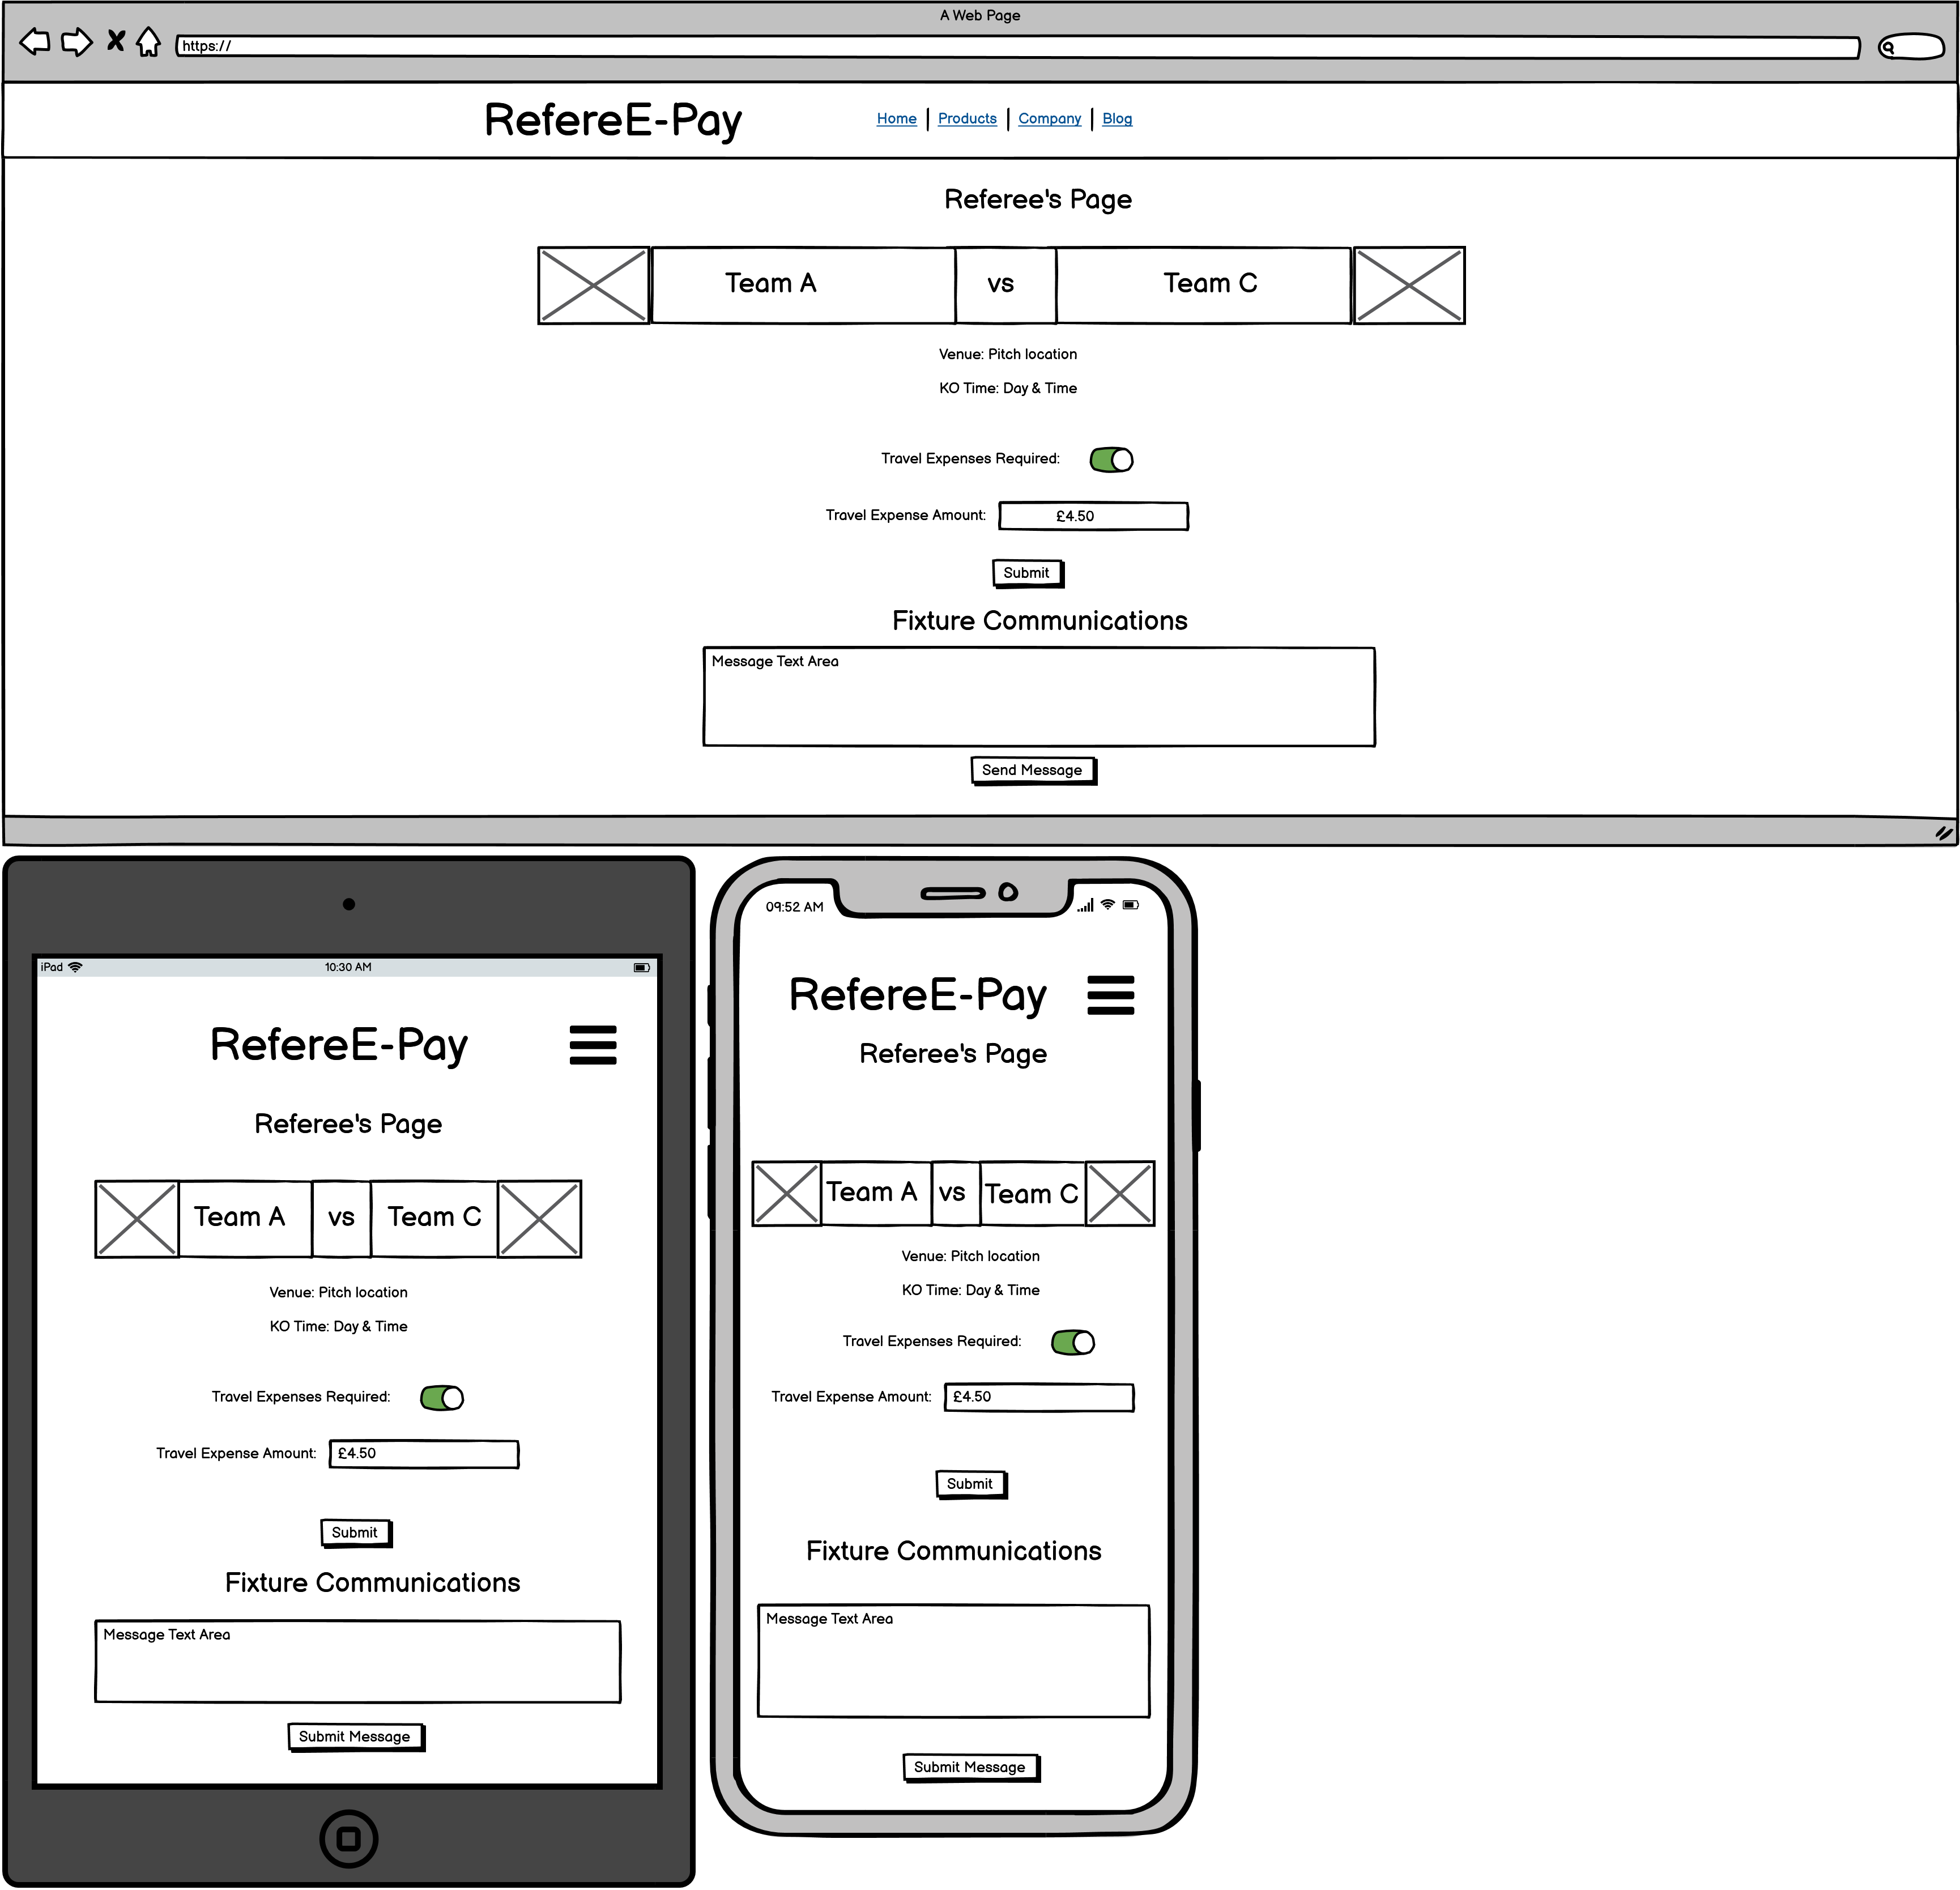 A Web Page
https://
RefereE-Pay
Home | Products | Company | Blog
Referee's Page
Team A vs Team C
Venue: Pitch location
KO Time: Day & Time
Travel Expenses Required:
Travel Expense Amount: £4.50
Submit
Fixture Communications
Message Text Area
Send Message
iPad 10:30 AM
RefereE-Pay
Referee's Page
Team A vs Team C
Venue: Pitch location
KO Time: Day & Time
Travel Expenses Required:
Travel Expense Amount: £4.50
Submit
Fixture Communications
Message Text Area
Submit Message
09:52 AM
RefereE-Pay
Referee's Page
Team A vs Team C
Venue: Pitch location
KO Time: Day & Time
Travel Expenses Required:
Travel Expense Amount: £4.50
Submit
Fixture Communications
Message Text Area
Submit Message